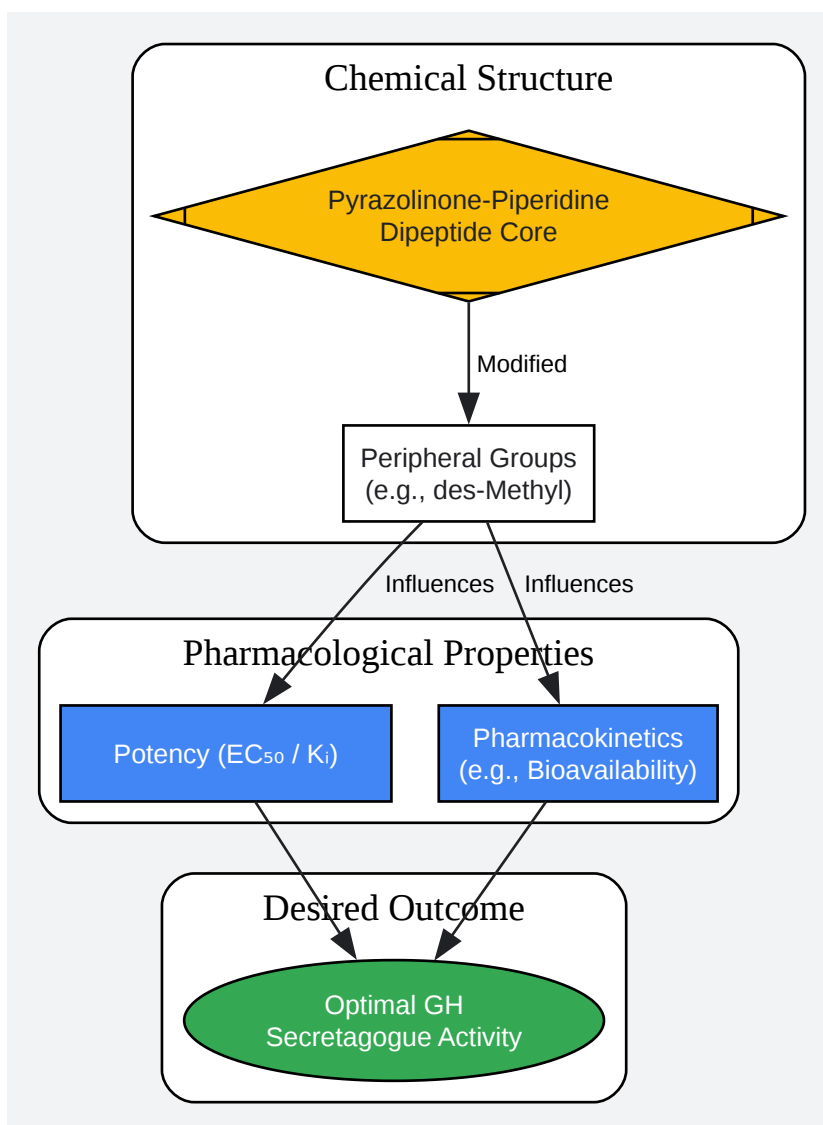 Chemical Structure
Pyrazolinone-Piperidine
Dipeptide Core
Modified
Peripheral Groups
(e.g., des-Methyl)
Influences
Influences
Pharmacological Properties
Potency (EC₅₀ / Kᵢ)
Pharmacokinetics
(e.g., Bioavailability)
Desired Outcome
Optimal GH
Secretagogue Activity